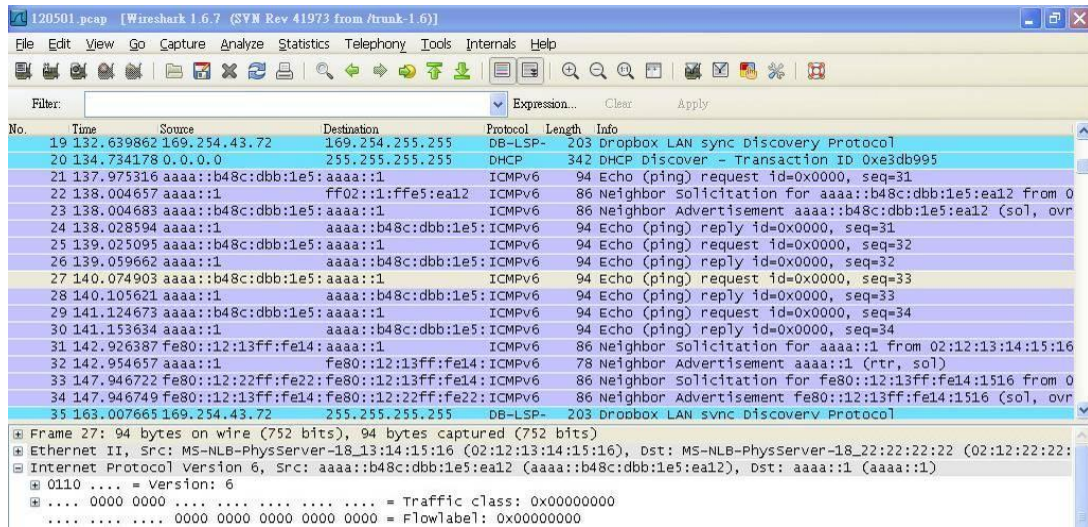 120501.pcap [Wireshark 1.6.7 (SVN Rev 41973 from /trunk-1.6)]
File Edit View Go Capture Analyze Statistics Telephony Tools Internals Help
Filter: Expression... Clear Apply
No. Time Source Destination Protocol Length Info
19 132.639862 169.254.43.72 169.254.255.255 DB-LSP- 203 Dropbox LAN sync Discovery Protocol
20 134.734178 0.0.0.0 255.255.255.255 DHCP 342 DHCP Discover - Transaction ID 0xe3db995
21 137.975316 aaaa::b48c:dbb:1e5: aaaa::1 ICMPv6 94 Echo (ping) request id=0x0000, seq=31
22 138.004657 aaaa::1 ff02::1:ffe5:ea12 ICMPv6 86 Neighbor Solicitation for aaaa::b48c:dbb:1e5:ea12 from 0
23 138.004683 aaaa::b48c:dbb:1e5: aaaa::1 ICMPv6 86 Neighbor Advertisement aaaa::b48c:dbb:1e5:ea12 (sol, ovr
24 138.028594 aaaa::1 aaaa::b48c:dbb:1e5: ICMPv6 94 Echo (ping) reply id=0x0000, seq=31
25 139.025095 aaaa::b48c:dbb:1e5: aaaa::1 ICMPv6 94 Echo (ping) request id=0x0000, seq=32
26 139.059662 aaaa::1 aaaa::b48c:dbb:1e5: ICMPv6 94 Echo (ping) reply id=0x0000, seq=32
27 140.074903 aaaa::b48c:dbb:1e5: aaaa::1 ICMPv6 94 Echo (ping) request id=0x0000, seq=33
28 140.105621 aaaa::1 aaaa::b48c:dbb:1e5: ICMPv6 94 Echo (ping) reply id=0x0000, seq=33
29 141.124673 aaaa::b48c:dbb:1e5: aaaa::1 ICMPv6 94 Echo (ping) request id=0x0000, seq=34
30 141.153634 aaaa::1 aaaa::b48c:dbb:1e5: ICMPv6 94 Echo (ping) reply id=0x0000, seq=34
31 142.926387 fe80::12:13ff:fe14: aaaa::1 ICMPv6 86 Neighbor Solicitation for aaaa::1 from 02:12:13:14:15:16
32 142.954657 aaaa::1 fe80::12:13ff:fe14: ICMPv6 78 Neighbor Advertisement aaaa::1 (rtr, sol)
33 147.946722 fe80::12:22ff:fe22: fe80::12:13ff:fe14: ICMPv6 86 Neighbor Solicitation for fe80::12:13ff:fe14:1516 from 0
34 147.946749 fe80::12:13ff:fe14: fe80::12:22ff:fe22: ICMPv6 86 Neighbor Advertisement fe80::12:13ff:fe14:1516 (sol, ovr
35 163.007665 169.254.43.72 255.255.255.255 DB-LSP- 203 Dropbox LAN sync Discovery Protocol
Frame 27: 94 bytes on wire (752 bits), 94 bytes captured (752 bits)
Ethernet II, Src: MS-NLB-PhysServer-18_13:14:15:16 (02:12:13:14:15:16), Dst: MS-NLB-PhysServer-18_22:22:22:22 (02:12:22:22:
Internet Protocol Version 6, Src: aaaa::b48c:dbb:1e5:ea12 (aaaa::b48c:dbb:1e5:ea12), Dst: aaaa::1 (aaaa::1)
0110 .... = Version: 6
.... 0000 0000 .... .... .... .... .... = Traffic class: 0x00000000
.... .... .... 0000 0000 0000 0000 0000 = Flowlabel: 0x00000000